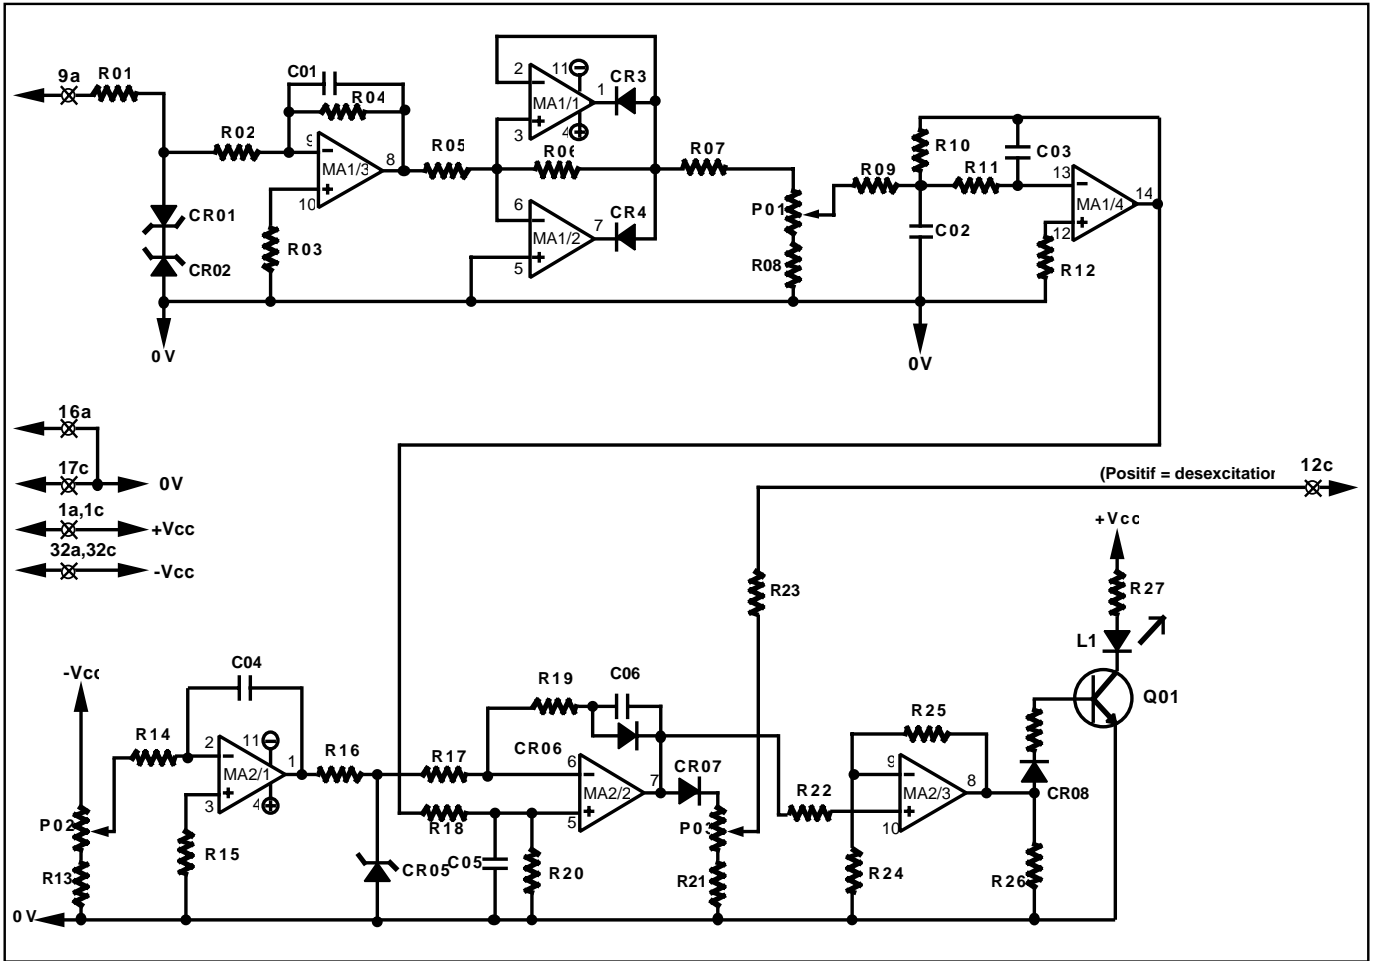 9a R01 C01 R04 R02 9 MA1/3 8 10 R03 CR01 CR02 0V
R05 2 11 MA1/1 1 CR3 3 4 R06 6 MA1/2 7 CR4 5
R07 P01 R08 R09 R10 R11 C03 C02 13 MA1/4 14 12 R12 0V
16a
17c 0V
1a,1c +Vcc
32a,32c -Vcc
(Positif = desexcitation 12c
+Vcc
R27
L1
Q01
R23
-Vcc C04 R14 2 11 MA2/1 1 3 4 R16 P02 R15 R13 0V
R19 C06 CR06 R17 6 MA2/2 7 5 CR07 R18 CR05 C05 R20 P03 R21
R22 R25 9 MA2/3 8 10 CR08 R24 R26